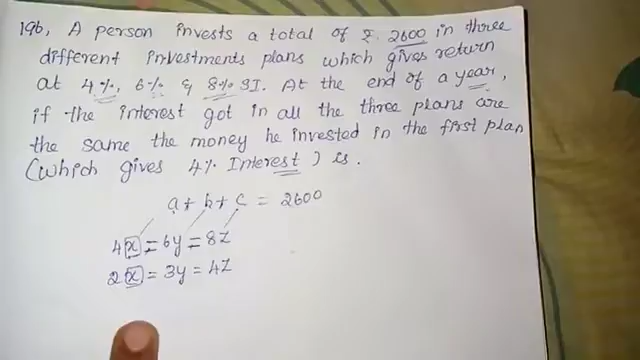 196, A person invests a total of ₹. 2600 in three
different investments plans which gives return
at 4%, 6% & 8% SI. At the end of a year,
if the interest got in all the three plans are
the same the money he invested in the first plan
(which gives 4% Interest) is.
a + b + c = 2600
4x = 6y = 8z
2x = 3y = 4z